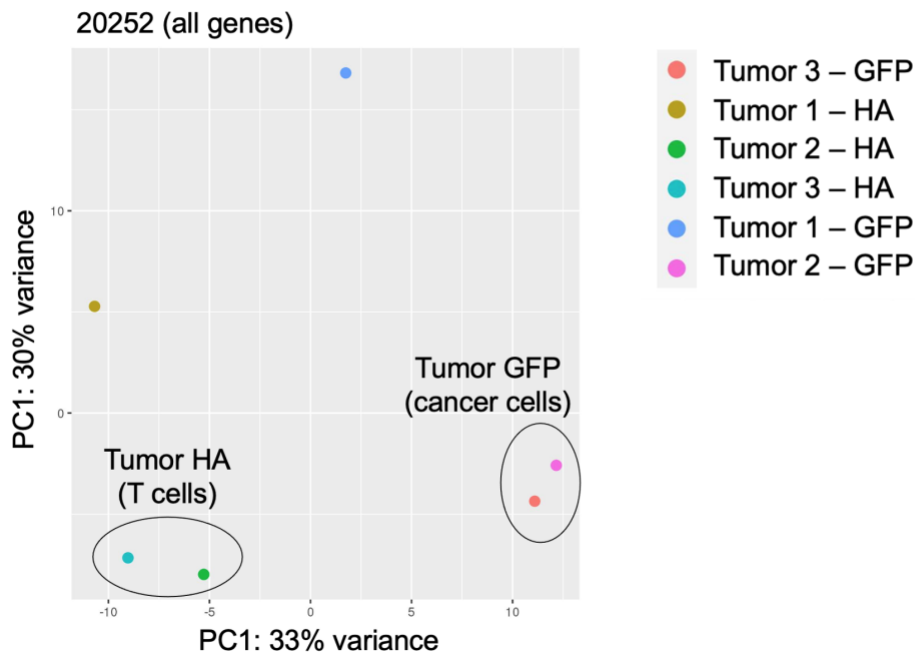 20252 (all genes)
Tumor 3 – GFP
Tumor 1 – HA
Tumor 2 – HA
Tumor 3 – HA
Tumor 1 – GFP
Tumor 2 – GFP
PC1: 30% variance
10
0
Tumor GFP
(cancer cells)
Tumor HA
(T cells)
-10
-5
0
5
10
PC1: 33% variance